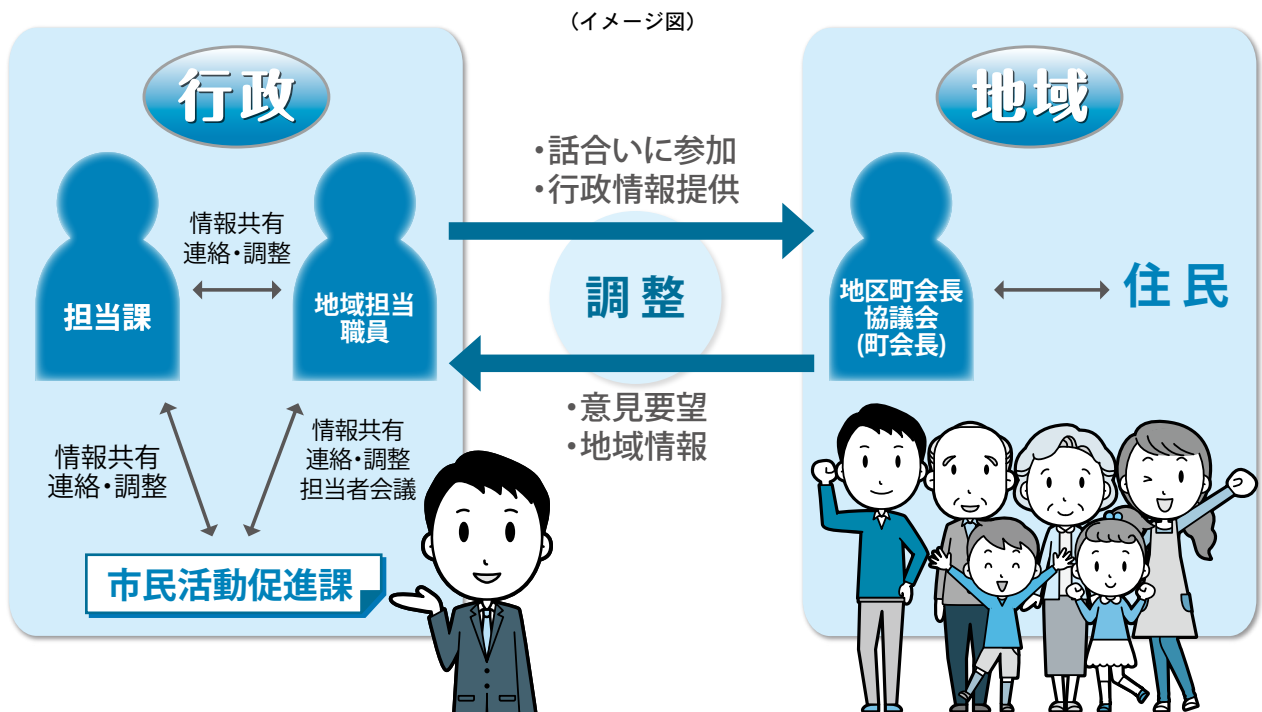 （イメージ図）
行政
情報共有
連絡・調整
担当課
地域担当
職員
情報共有
連絡・調整
情報共有
連絡・調整
担当者会議
市民活動促進課
・話合いに参加
・行政情報提供
調整
・意見要望
・地域情報
地域
地区町会長
協議会
(町会長)
住民